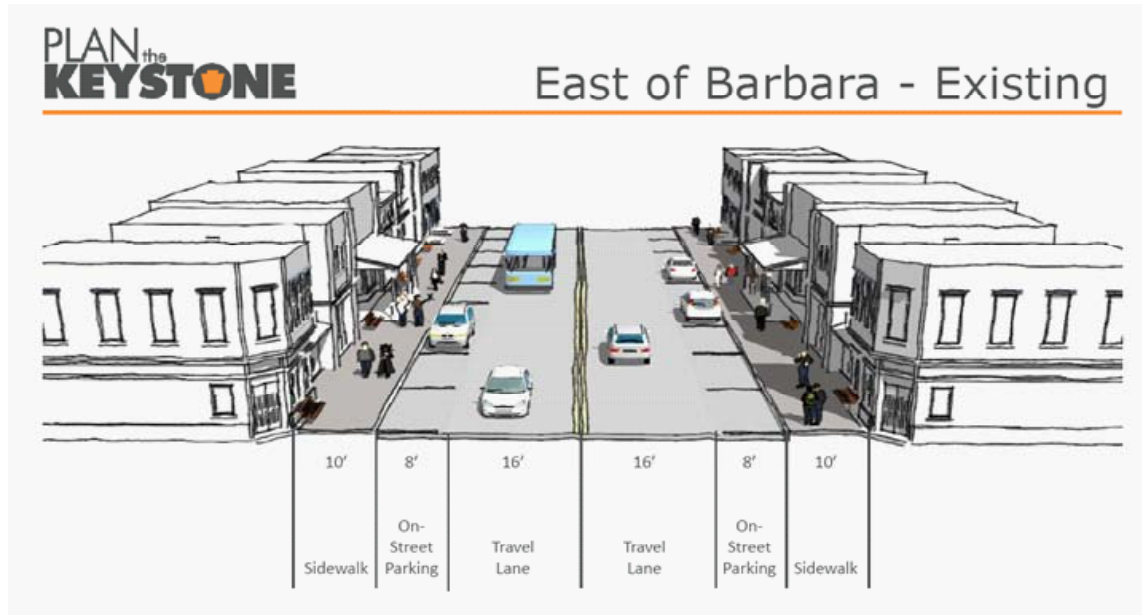 PLAN the
KEYSTONE
East of Barbara - Existing
10' 8' 16' 16' 8' 10'
Sidewalk
On-
Street
Parking
Travel
Lane
Travel
Lane
On-
Street
Parking
Sidewalk